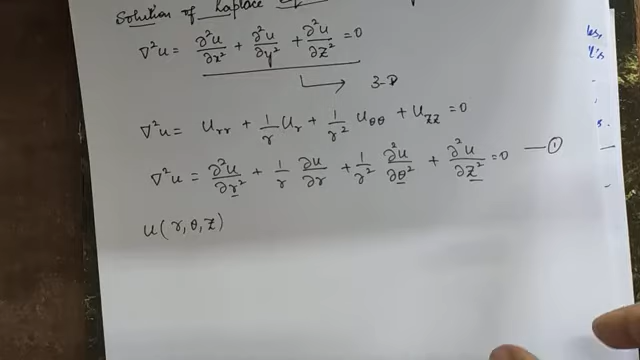 Solution of Laplace
∇²u = ∂²u/∂x² + ∂²u/∂y² + ∂²u/∂z² = 0
3-D
∇²u = u_rr + 1/r u_r + 1/r² u_θθ + u_zz = 0
∇²u = ∂²u/∂r² + 1/r ∂u/∂r + 1/r² ∂²u/∂θ² + ∂²u/∂z² = 0 — ①
u(r, θ, z)